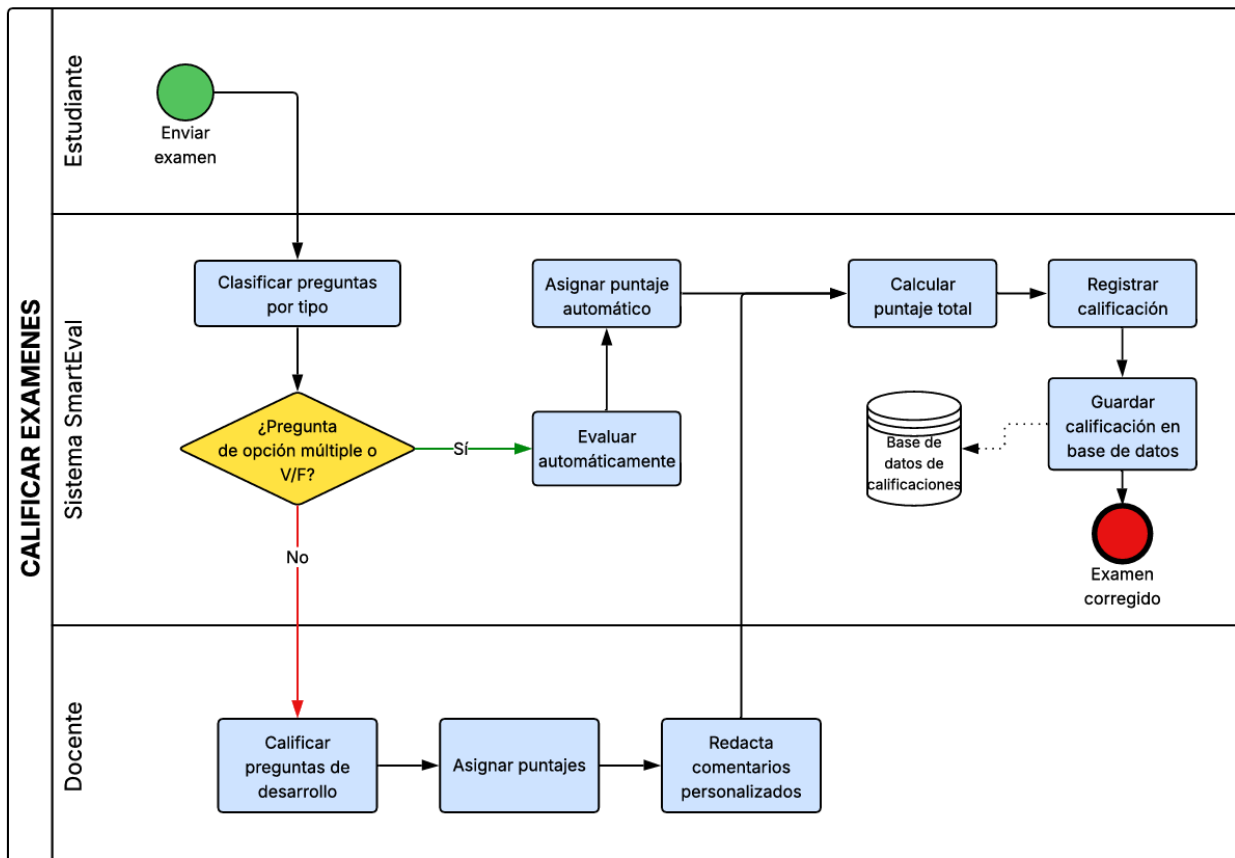 CALIFICAR EXAMENES
Estudiante
Enviar
examen
Sistema SmartEval
Clasificar preguntas
por tipo
¿Pregunta
de opción múltiple o
V/F?
Sí
No
Evaluar
automáticamente
Asignar puntaje
automático
Calcular
puntaje total
Registrar
calificación
Guardar
calificación en
base de datos
Base de
datos de
calificaciones
Examen
corregido
Docente
Calificar
preguntas de
desarrollo
Asignar puntajes
Redacta
comentarios
personalizados